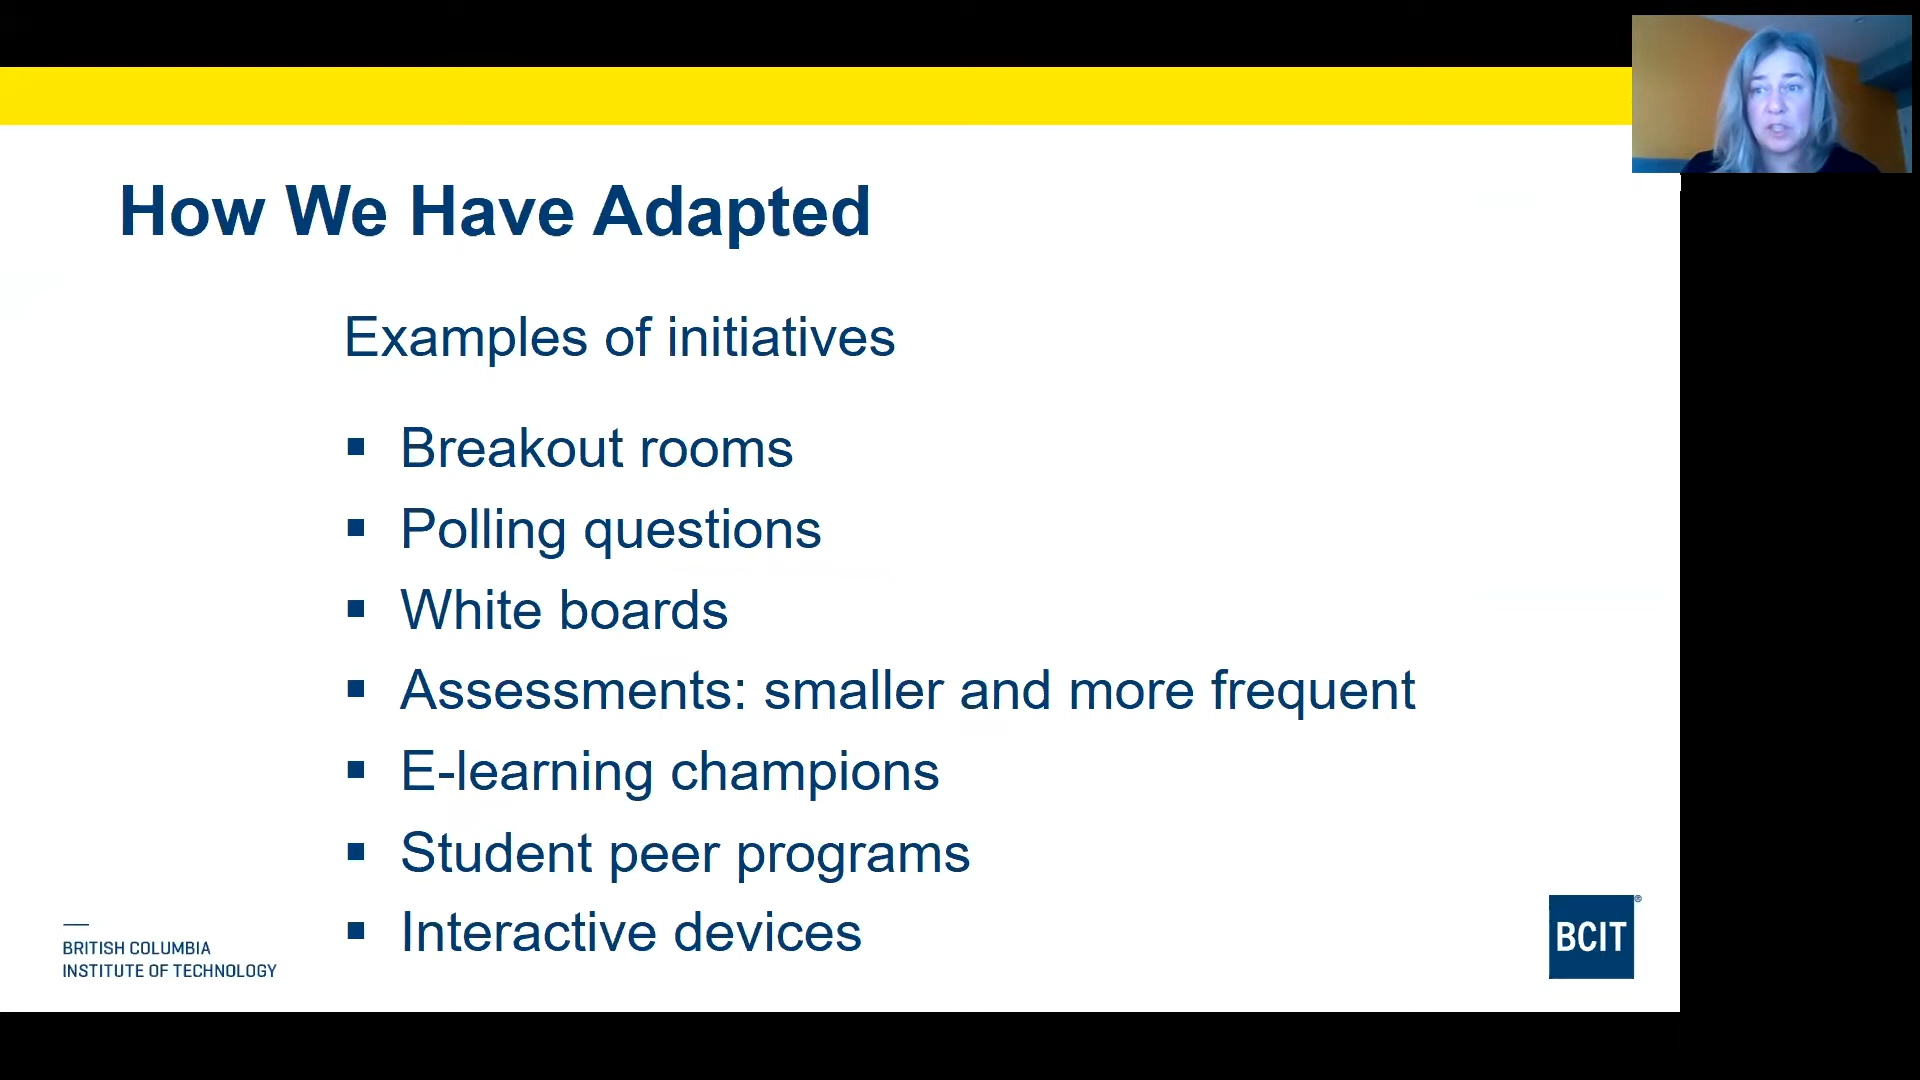 How We Have Adapted
Examples of initiatives
Breakout rooms
Polling questions
White boards
Assessments: smaller and more frequent
E-learning champions
Student peer programs
Interactive devices
BRITISH COLUMBIA
INSTITUTE OF TECHNOLOGY
BCIT®